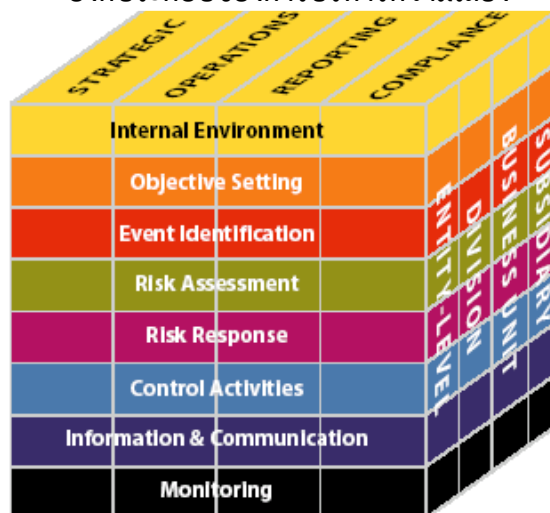 STRATEGIC
OPERATIONS
REPORTING
COMPLIANCE
Internal Environment
Objective Setting
Event Identification
Risk Assessment
Risk Response
Control Activities
Information & Communication
Monitoring
ENTITY-LEVEL
DIVISION
BUSINESS UNIT
SUBSIDIARY